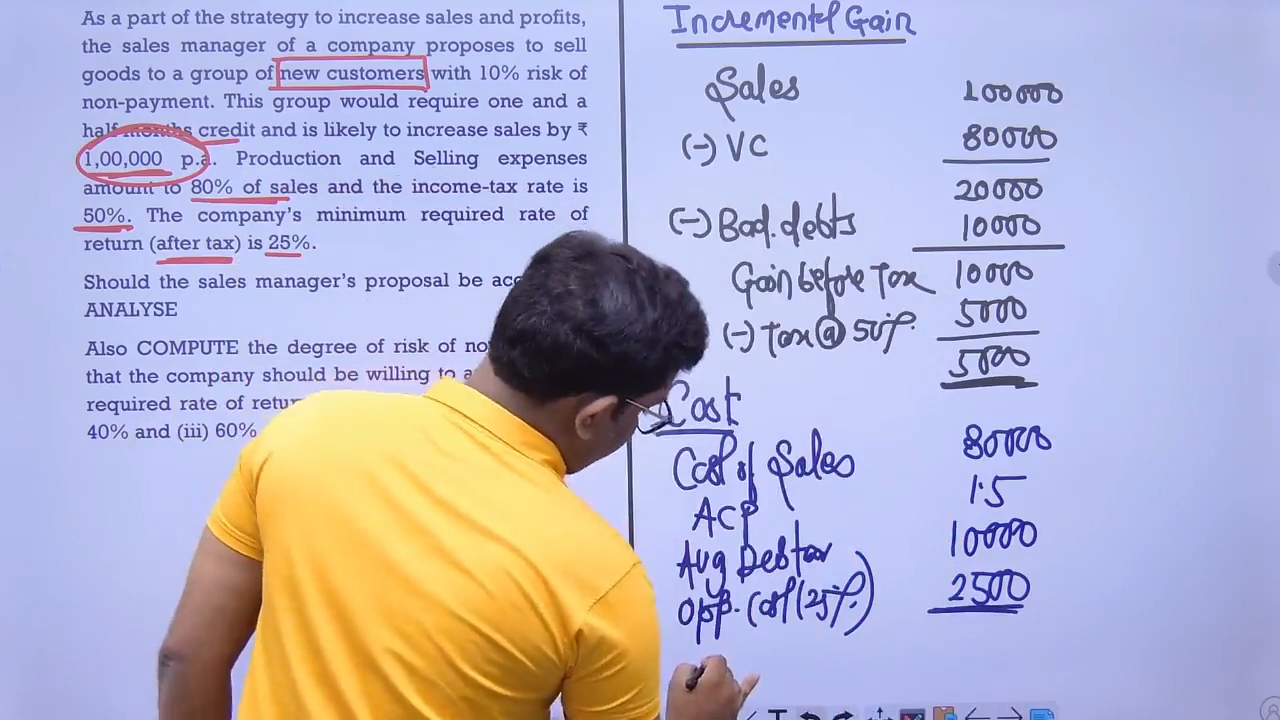 As a part of the strategy to increase sales and profits,
the sales manager of a company proposes to sell
goods to a group of new customers with 10% risk of
non-payment. This group would require one and a
half months credit and is likely to increase sales by ₹
1,00,000 p.a. Production and Selling expenses
amount to 80% of sales and the income-tax rate is
50%. The company's minimum required rate of
return (after tax) is 25%.
Should the sales manager's proposal be
ANALYSE
Also COMPUTE the degree of risk of
that the company should be willing to
required rate of
40% and (iii) 60%
Incremental Gain
Sales 100000
(-) VC 80000
20000
(-) Bad debts 10000
Gain before Tax 10000
(-) Tax @ 50% 5000
5000
Cost
Cost of Sales 80000
ACP 1.5
Avg Debtor 10000
Opp. Cost (25%) 2500